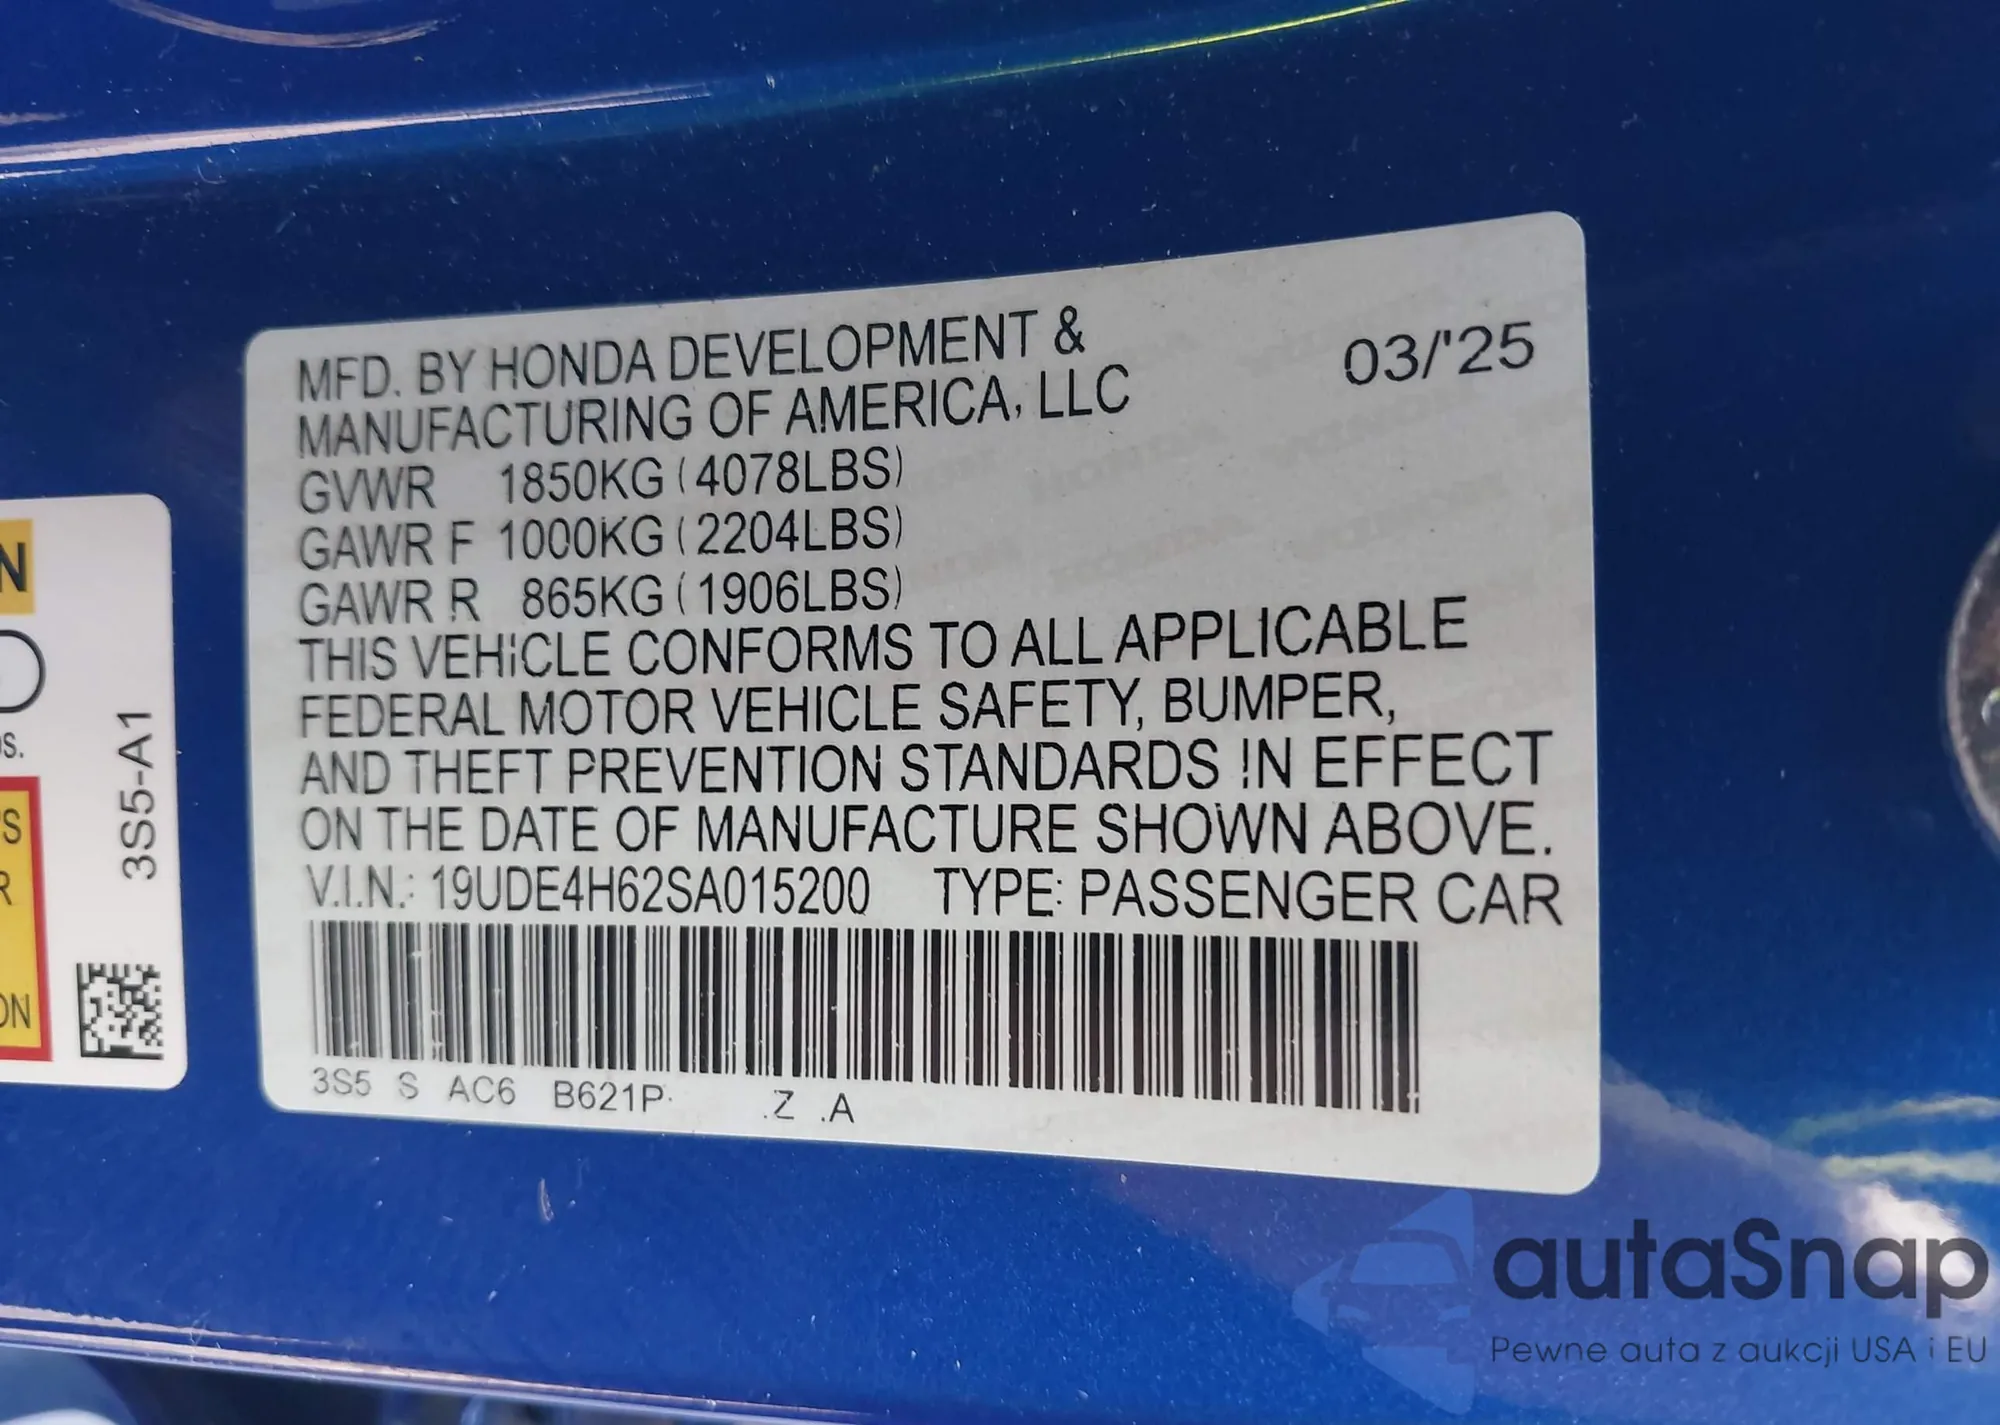 MFD. BY HONDA DEVELOPMENT &
MANUFACTURING OF AMERICA, LLC
03/'25
GVWR 1850KG (4078LBS)
GAWR F 1000KG (2204LBS)
GAWR R 865KG (1906LBS)
THIS VEHICLE CONFORMS TO ALL APPLICABLE
FEDERAL MOTOR VEHICLE SAFETY, BUMPER,
AND THEFT PREVENTION STANDARDS IN EFFECT
ON THE DATE OF MANUFACTURE SHOWN ABOVE.
V.I.N.: 19UDE4H62SA015200 TYPE: PASSENGER CAR
3S5 S AC6 B621P .Z .A
3S5-A1
autaSnap
Pewne auta z aukcji USA i EU